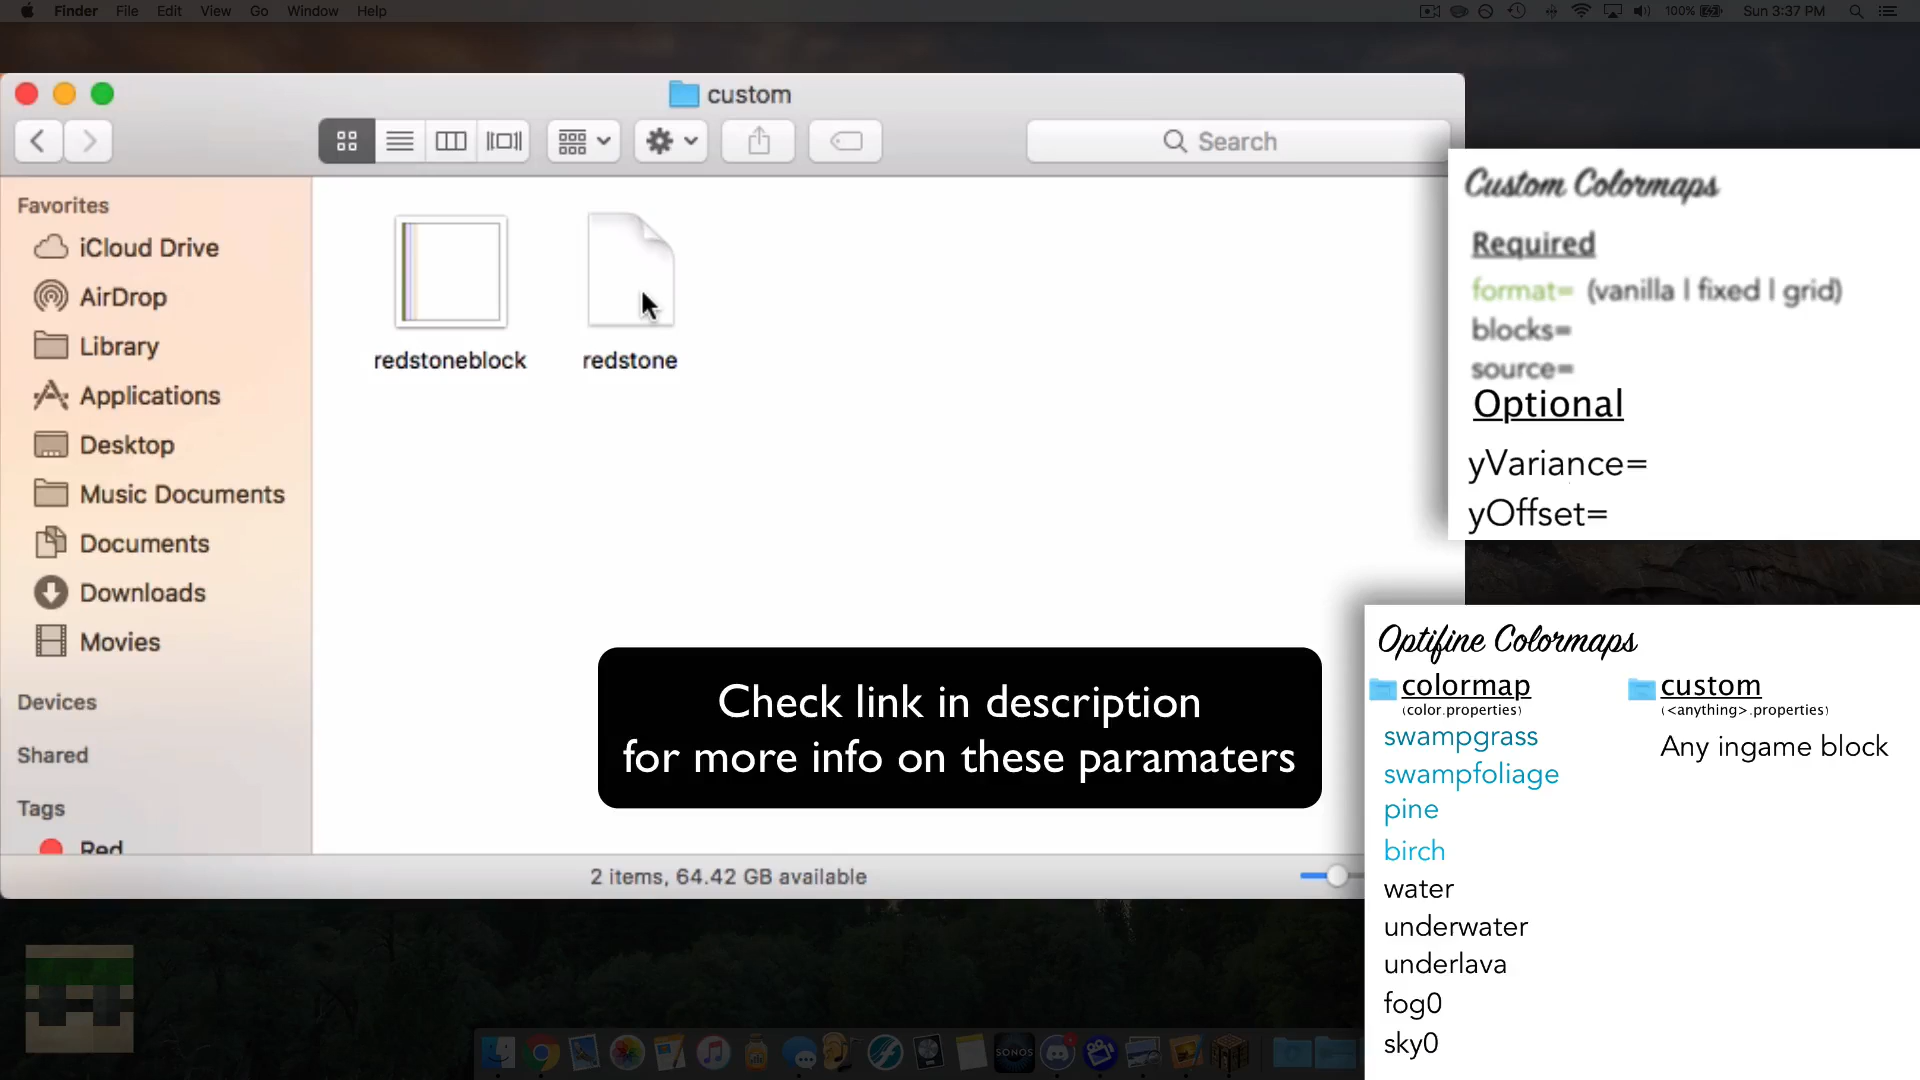 Finder File Edit View Go Window Help
100% Sun 3:37 PM
custom
Search
Favorites
iCloud Drive
AirDrop
Library
Applications
Desktop
Music Documents
Documents
Downloads
Movies
Devices
Shared
Tags
Red
redstoneblock
redstone
2 items, 64.42 GB available
Check link in description
for more info on these paramaters
Custom Colormaps
Required
format= (vanilla | fixed | grid)
blocks=
source=
Optional
yVariance=
yOffset=
Optifine Colormaps
colormap
(color.properties)
swampgrass
swampfoliage
pine
birch
water
underwater
underlava
fog0
sky0
custom
(<anything>.properties)
Any ingame block
SONOS